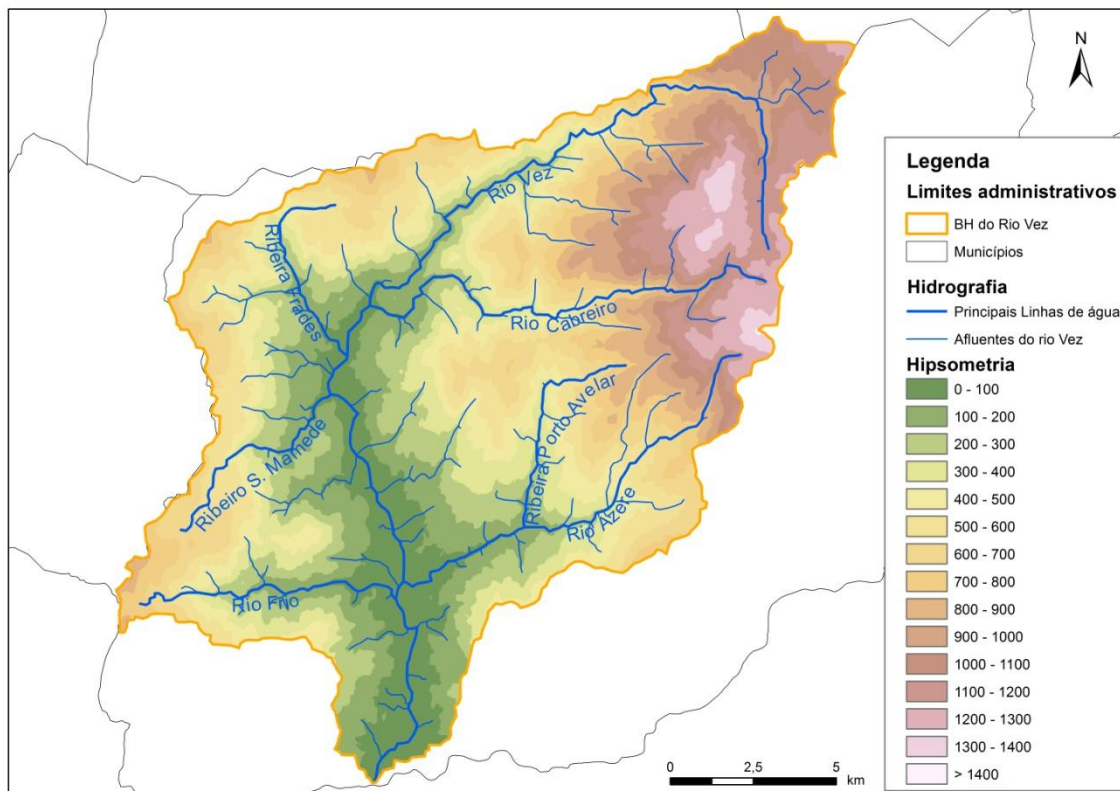 N
Rio Vez
Ribeira Frades
Rio Cabreiro
Ribeira Porto Avelar
Ribeiro S. Mamede
Rio Azere
Rio Frio
0 2,5 5
km
Legenda
Limites administrativos
BH do Rio Vez
Municípios
Hidrografia
Principais Linhas de água
Afluentes do rio Vez
Hipsometria
0 - 100
100 - 200
200 - 300
300 - 400
400 - 500
500 - 600
600 - 700
700 - 800
800 - 900
900 - 1000
1000 - 1100
1100 - 1200
1200 - 1300
1300 - 1400
> 1400